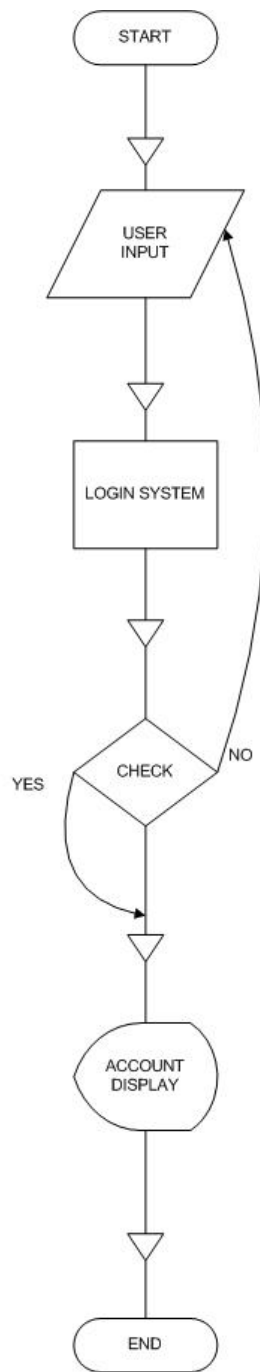 START
USER
INPUT
LOGIN SYSTEM
CHECK
NO
YES
ACCOUNT
DISPLAY
END